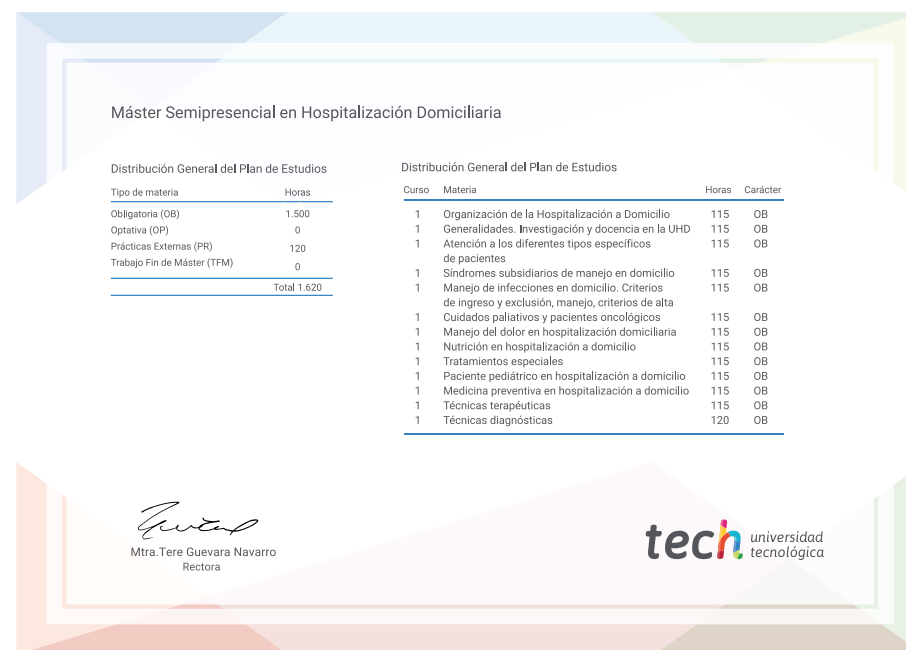 Máster Semipresencial en Hospitalización Domiciliaria
Distribución General del Plan de Estudios
Tipo de materia Horas
Obligatoria (OB) 1.500
Optativa (OP) 0
Prácticas Externas (PR) 120
Trabajo Fin de Máster (TFM) 0
Total 1.620
Distribución General del Plan de Estudios
Curso Materia Horas Carácter
1 Organización de la Hospitalización a Domicilio 115 OB
1 Generalidades. Investigación y docencia en la UHD 115 OB
1 Atención a los diferentes tipos específicos 115 OB
de pacientes
1 Síndromes subsidiarios de manejo en domicilio 115 OB
1 Manejo de infecciones en domicilio. Criterios 115 OB
de ingreso y exclusión, manejo, criterios de alta
1 Cuidados paliativos y pacientes oncológicos 115 OB
1 Manejo del dolor en hospitalización domiciliaria 115 OB
1 Nutrición en hospitalización a domicilio 115 OB
1 Tratamientos especiales 115 OB
1 Paciente pediátrico en hospitalización a domicilio 115 OB
1 Medicina preventiva en hospitalización a domicilio 115 OB
1 Técnicas terapéuticas 115 OB
1 Técnicas diagnósticas 120 OB
Mtra.Tere Guevara Navarro
Rectora
tech universidad
tecnológica